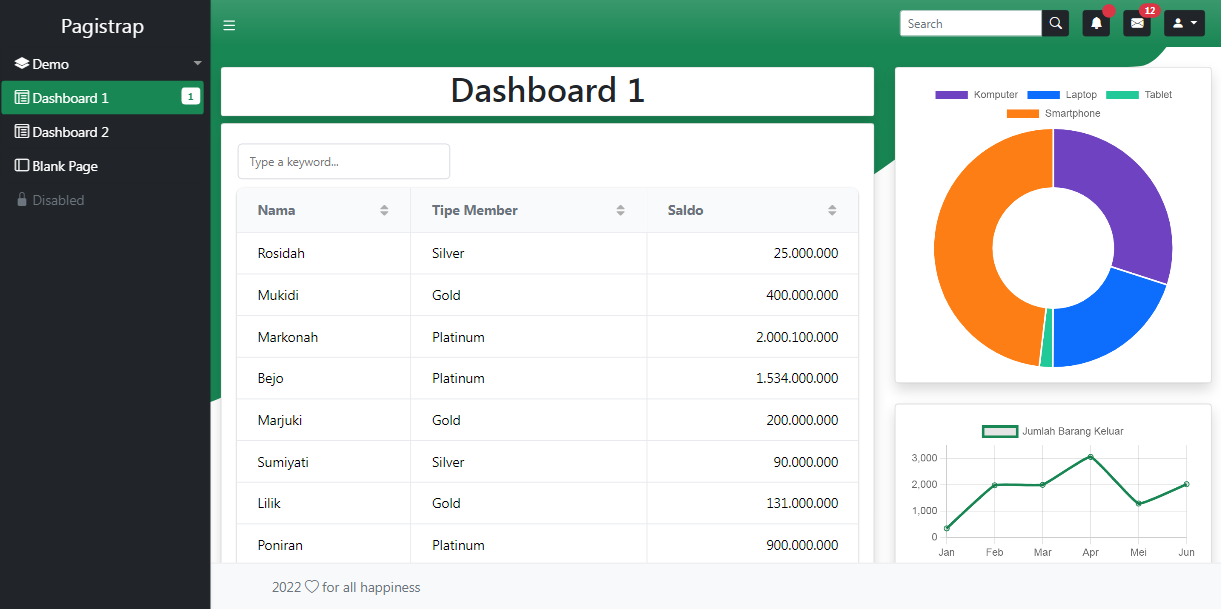 Pagistrap
Demo
Dashboard 1
1
Dashboard 2
Blank Page
Disabled
Search
12
Dashboard 1
Type a keyword...
Nama Tipe Member Saldo
Rosidah Silver 25.000.000
Mukidi Gold 400.000.000
Markonah Platinum 2.000.100.000
Bejo Platinum 1.534.000.000
Marjuki Gold 200.000.000
Sumiyati Silver 90.000.000
Lilik Gold 131.000.000
Poniran Platinum 900.000.000
Komputer Laptop Tablet
Smartphone
Jumlah Barang Keluar
3,000
2,000
1,000
0
Jan Feb Mar Apr Mei Jun
2022 ♡ for all happiness